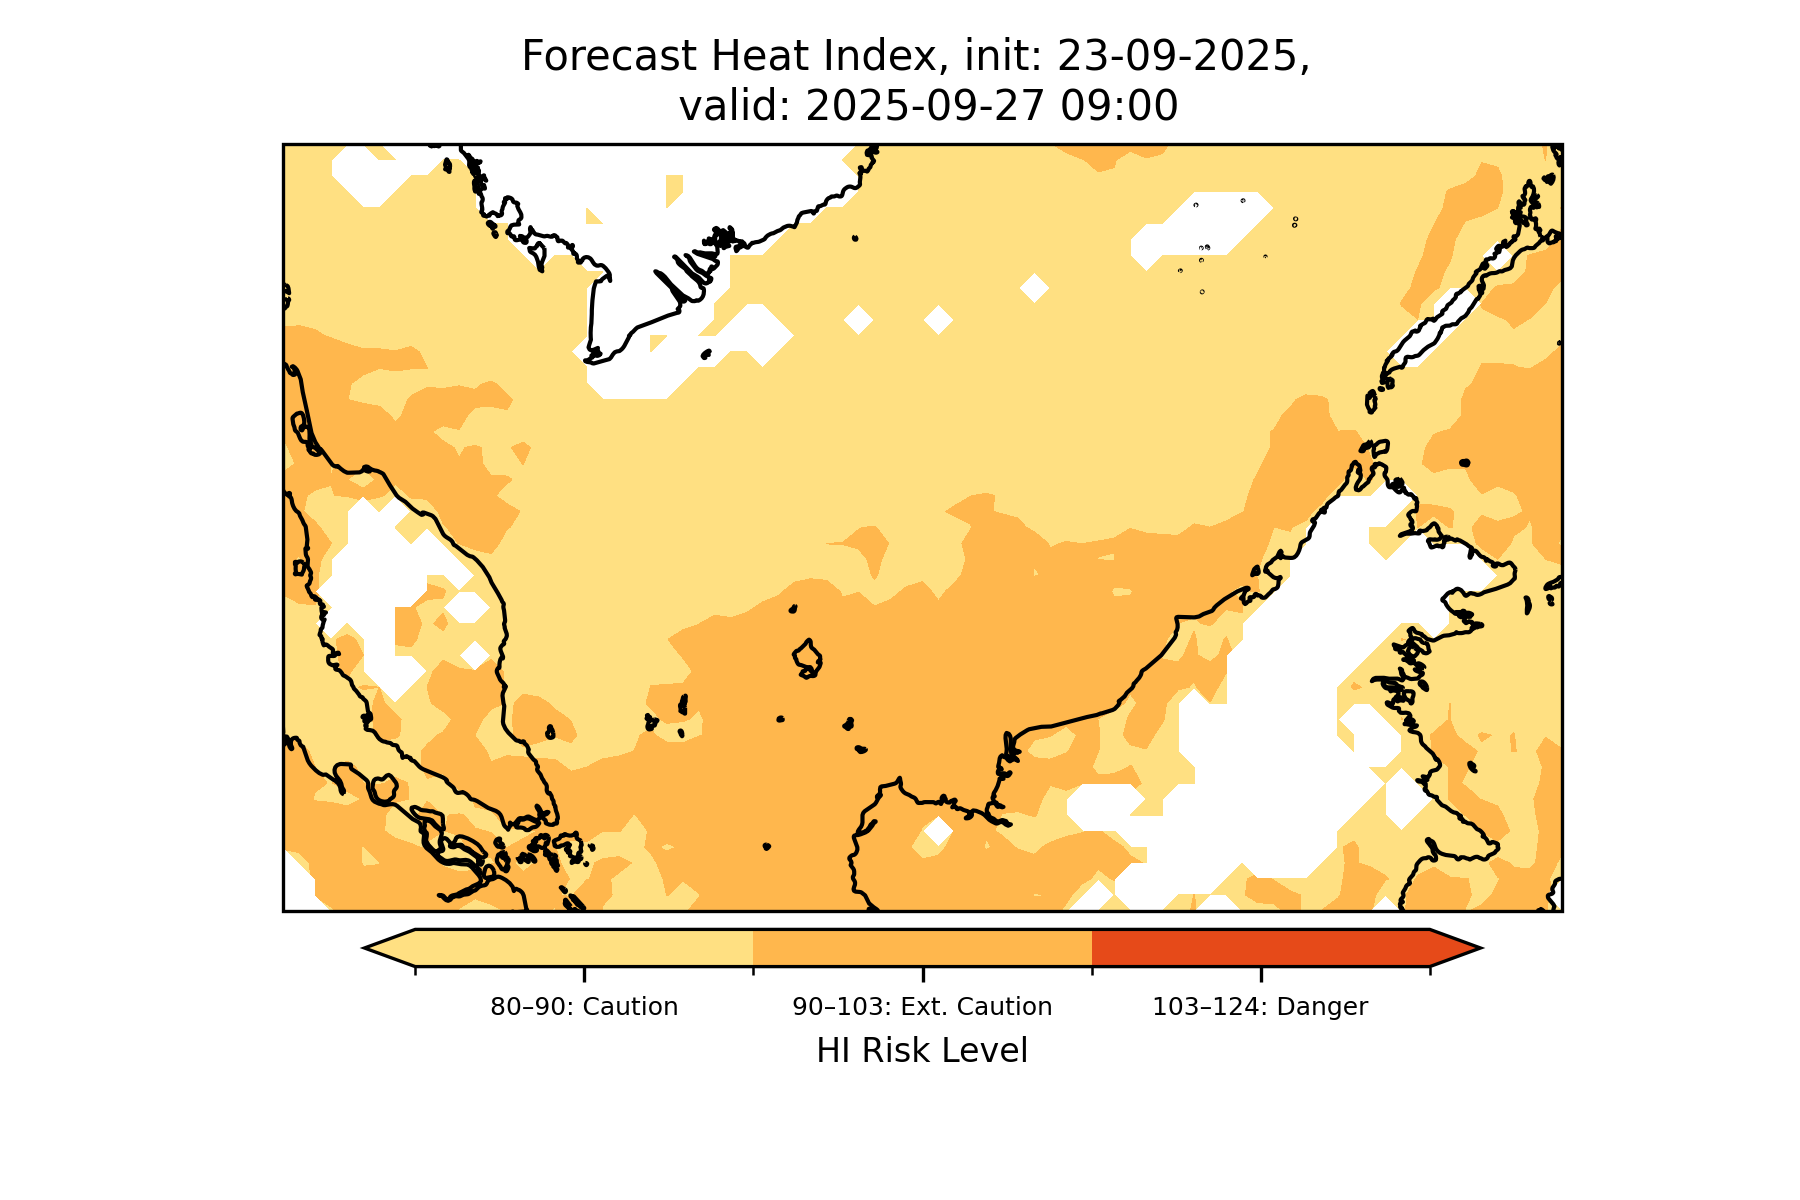 Forecast Heat Index, init: 23-09-2025,
valid: 2025-09-27 09:00
80–90: Caution
90–103: Ext. Caution
103–124: Danger
HI Risk Level